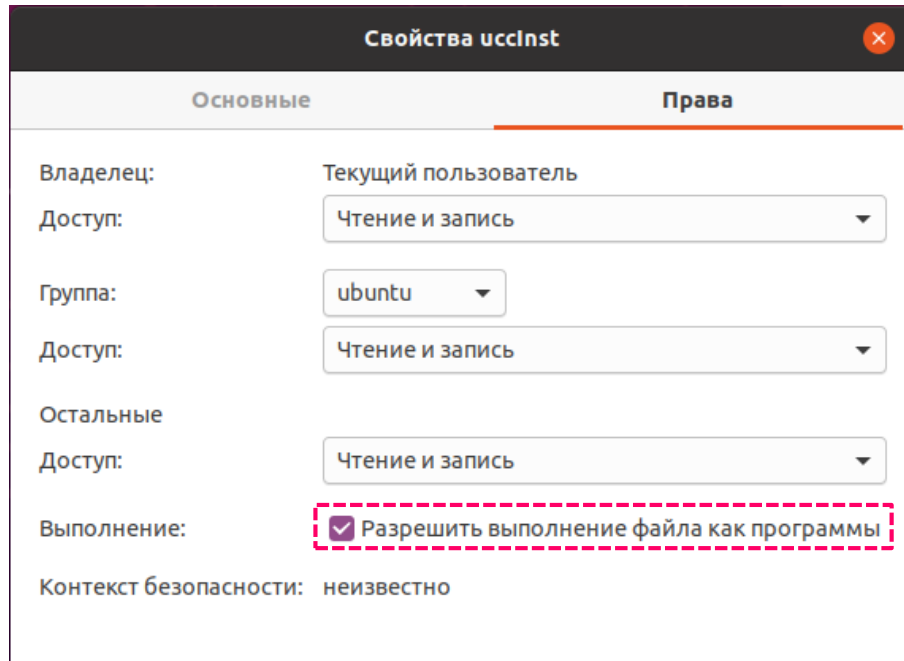 Свойства uccInst
Основные Права
Владелец: Текущий пользователь
Доступ: Чтение и запись
Группа: ubuntu
Доступ: Чтение и запись
Остальные
Доступ: Чтение и запись
Выполнение: Разрешить выполнение файла как программы
Контекст безопасности: неизвестно